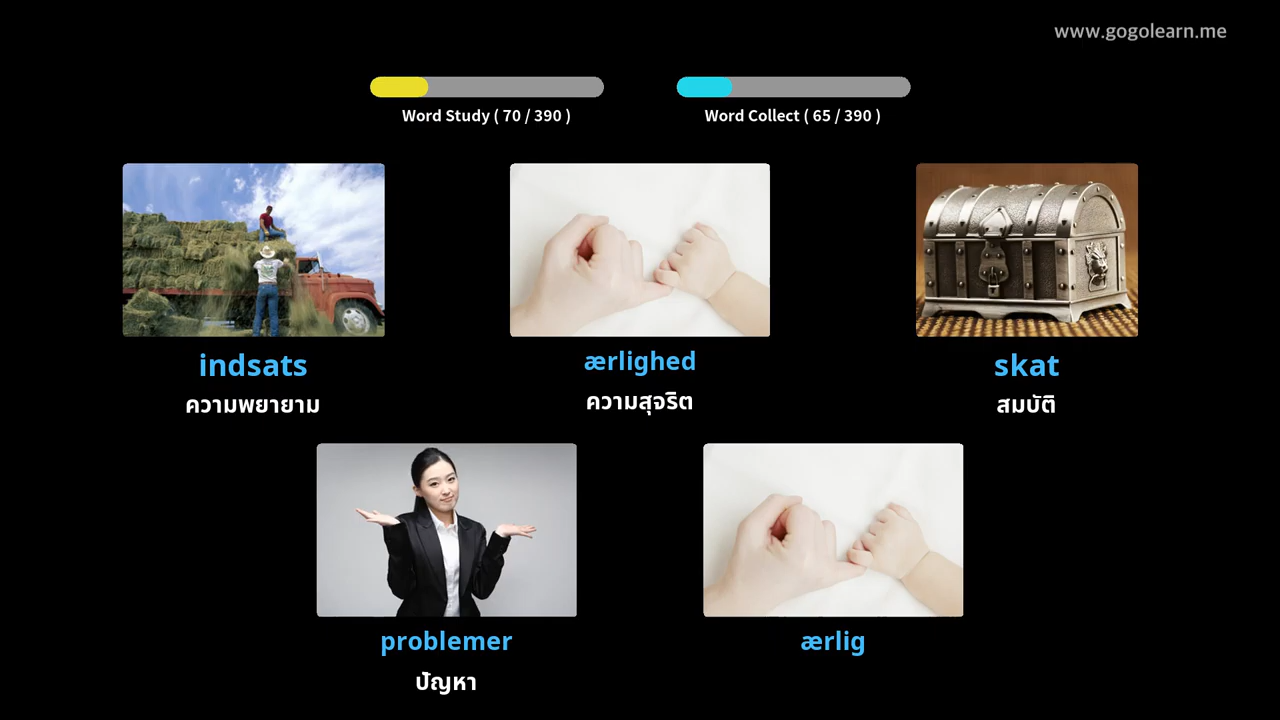 www.gogolearn.me
Word Study ( 70 / 390 )
Word Collect ( 65 / 390 )
indsats
ความพยายาม
ærlighed
ความสุจริต
skat
สมบัติ
problemer
ปัญหา
ærlig